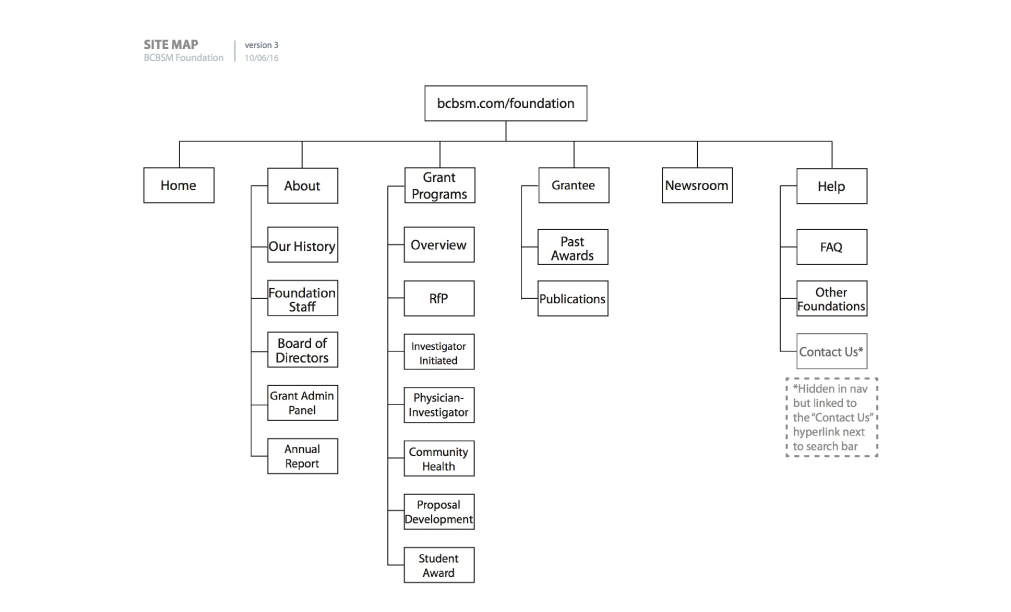 SITE MAP
BCBSM Foundation
version 3
10/06/16
bcbsm.com/foundation
Home
About
Grant
Programs
Grantee
Newsroom
Help
Our History
Foundation
Staff
Board of
Directors
Grant Admin
Panel
Annual
Report
Overview
RfP
Investigator
Initiated
Physician-
Investigator
Community
Health
Proposal
Development
Student
Award
Past
Awards
Publications
FAQ
Other
Foundations
Contact Us*
*Hidden in nav
but linked to
the "Contact Us"
hyperlink next
to search bar